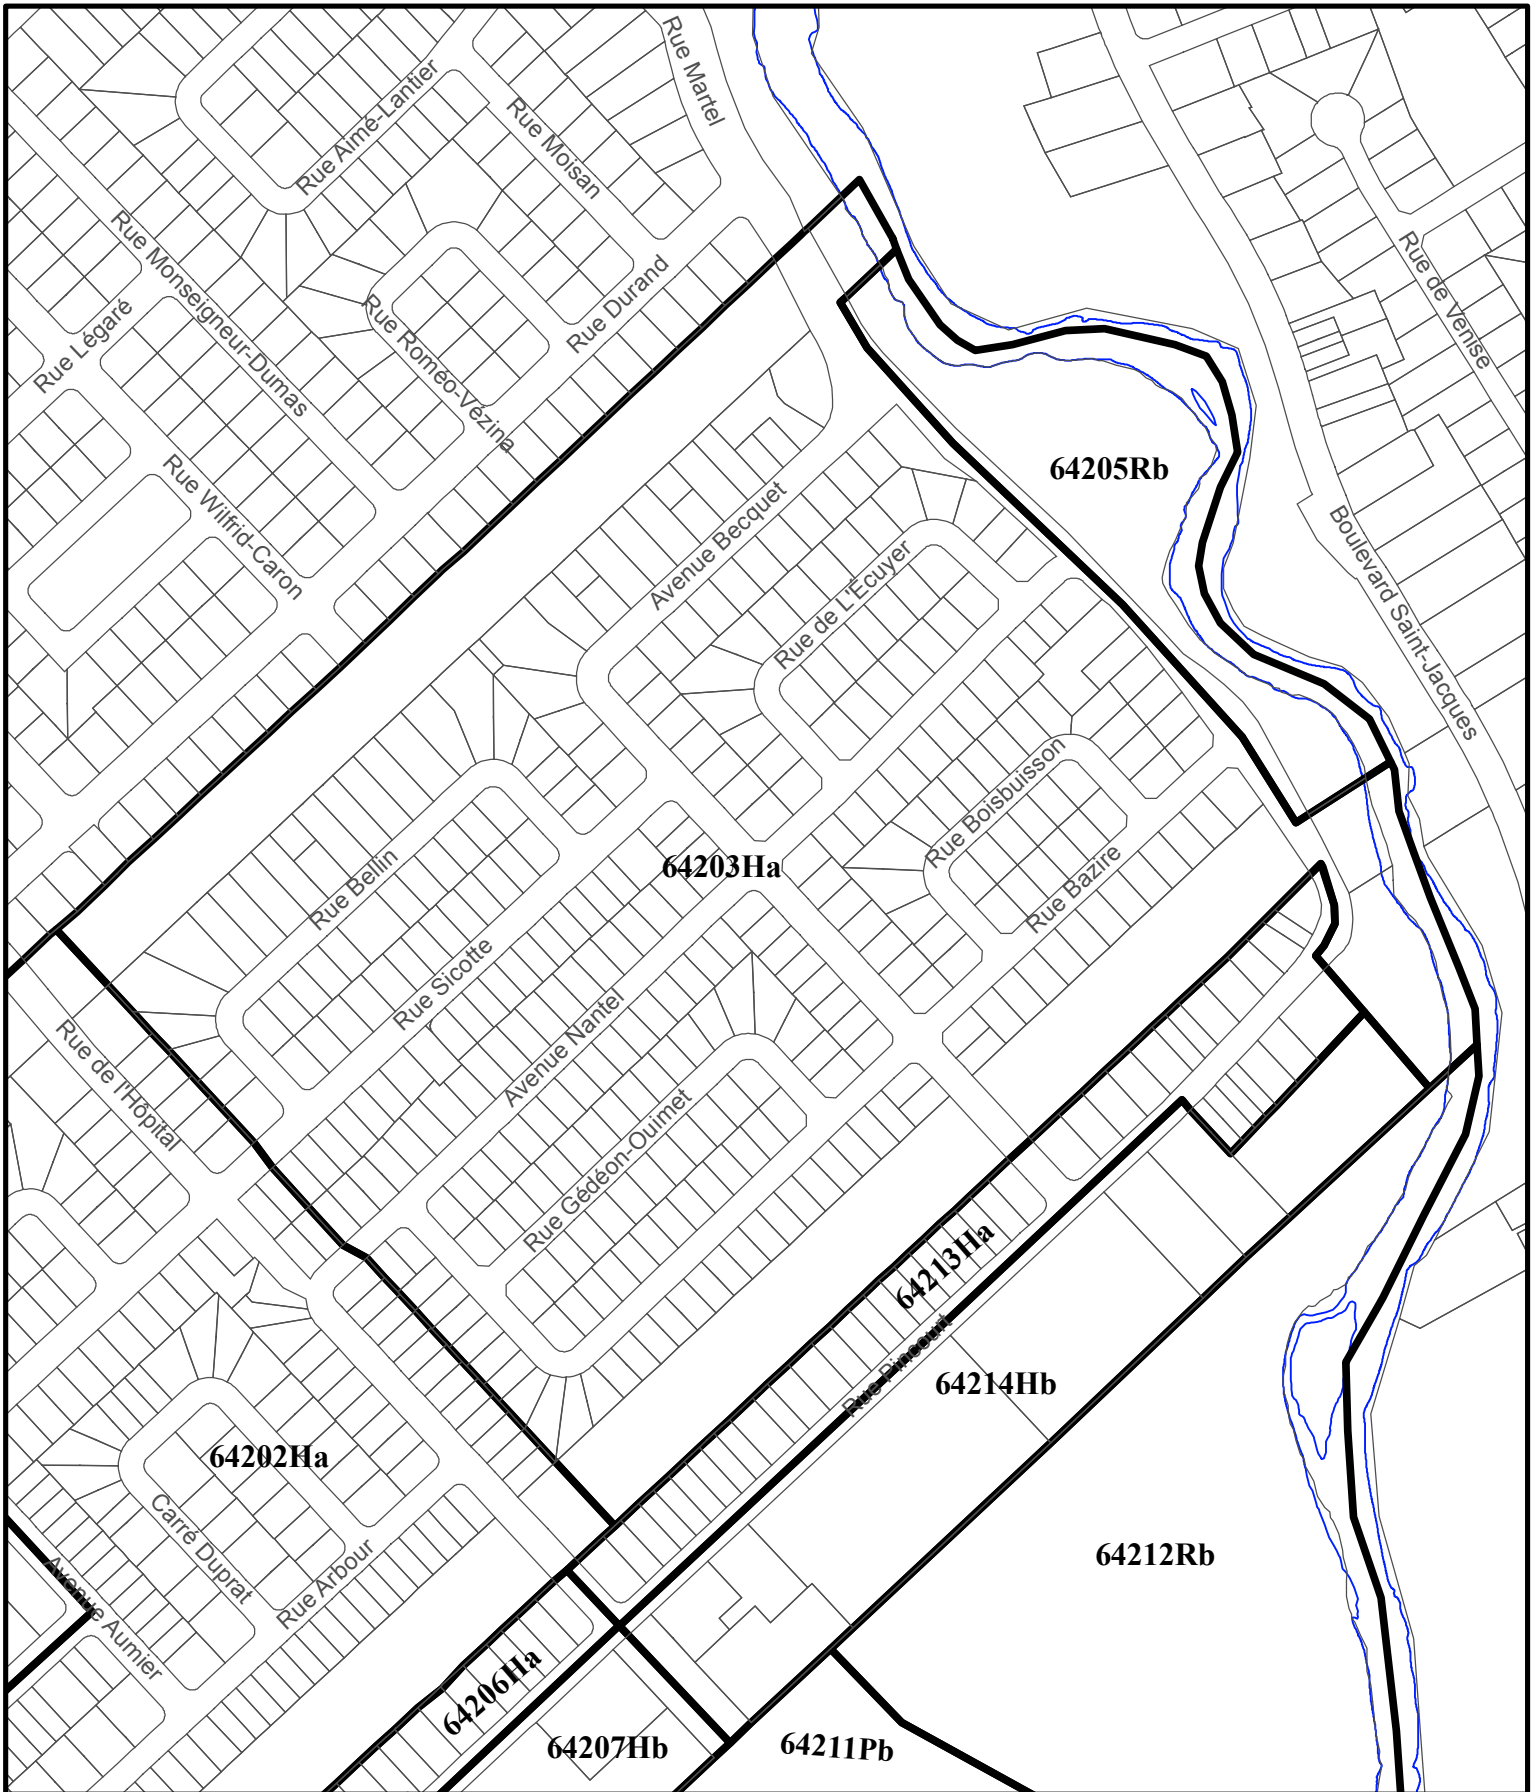 Rue Martel
Rue Aimé-Lantier
Rue Moisan
Rue Monseigneur-Dumas
Rue Durand
Rue de Venise
Rue Légaré
Rue Roméo-Vézina
Rue Wilfrid-Caron
64205Rb
Avenue Becquet
Rue de L'Écuyer
Boulevard Saint-Jacques
Rue Boisbuisson
64203Ha
Rue Bellin
Rue Bazire
Rue Sicotte
Avenue Nantel
Rue de l'Hôpital
Rue Gédéon-Ouimet
64213Ha
Rue Pincourt
64214Hb
64202Ha
Carré Duprat
64212Rb
Rue Arbour
Avenue Aumier
64206Ha
64207Hb
64211Pb